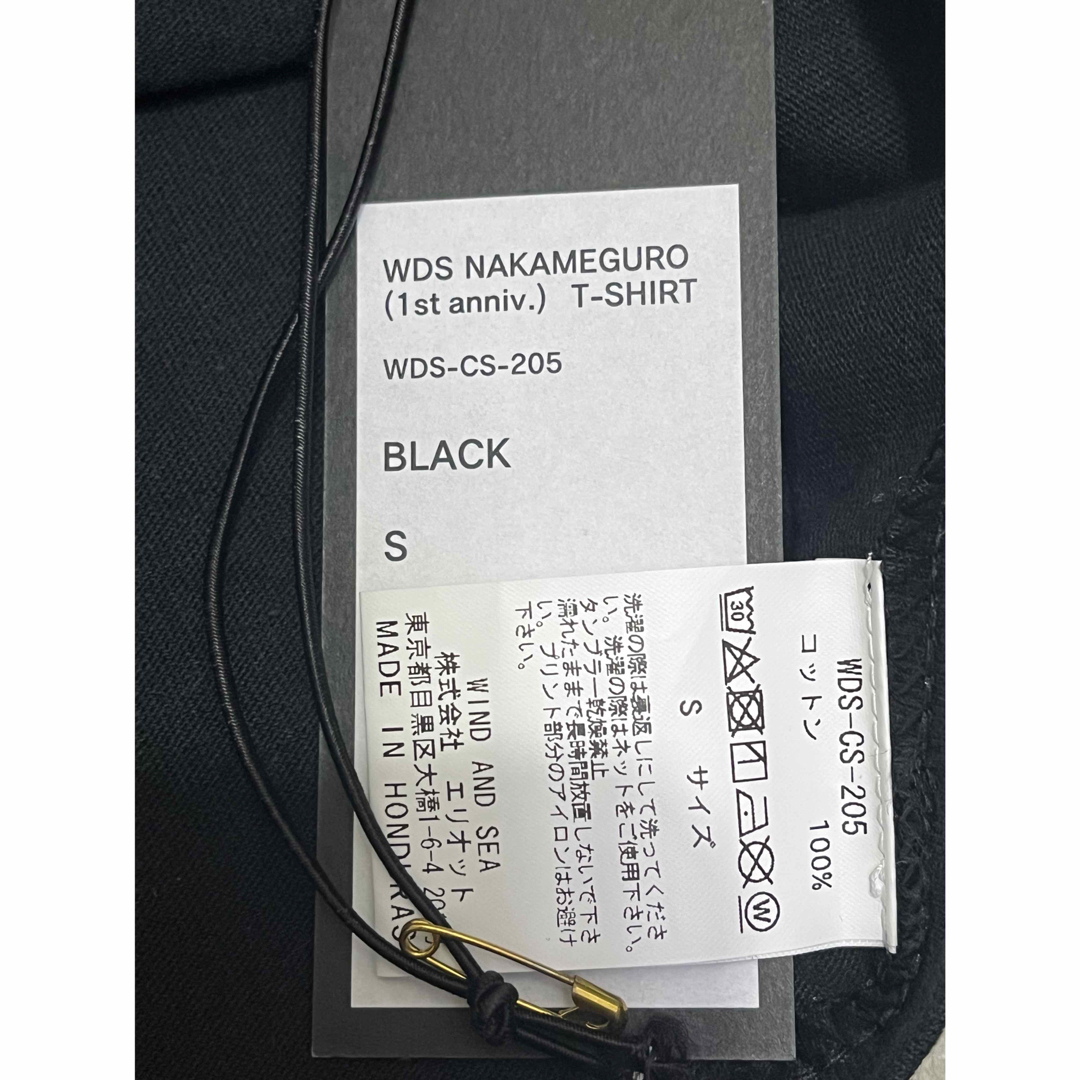 WDS NAKAMEGURO
(1st anniv.) T-SHIRT
WDS-CS-205
BLACK
S
WDS-CS-205
コットン 100%
30
W
S サイズ
洗濯の際は裏返しにして洗ってくださ
い。洗濯の際はネットをご使用下さい。
タンブラー乾燥禁止
濡れたままで長時間放置しないで下さ
い。プリント部分のアイロンはお避け
下さい。
WIND AND SEA
株式会社 エリオット
東京都目黒区大橋1-6-4
MADE IN HONDURAS